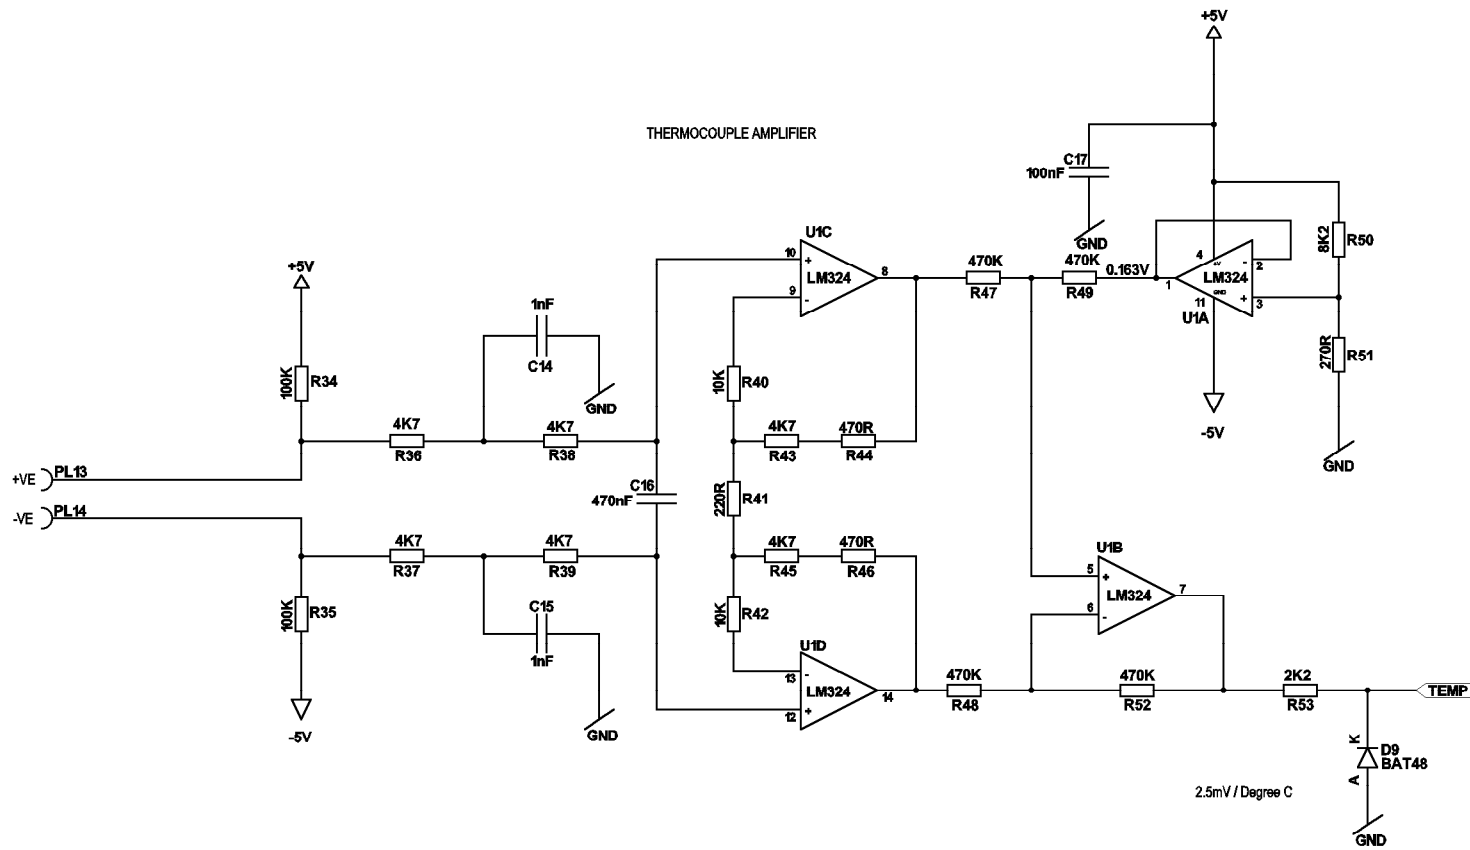 +5V
THERMOCOUPLE AMPLIFIER
C17
100nF
GND
U1C
10
+
9
-
LM324
8
470K
R47
470K
R49
0.163V
1
4
+V
LM324
GND
11
U1A
-
2
+
3
8K2
R50
270R
R51
-5V
GND
+5V
100K
R34
1nF
C14
GND
4K7
R36
4K7
R38
10K
R40
4K7
R43
470R
R44
+VE
PL13
-VE
PL14
C16
470nF
220R
R41
4K7
R37
4K7
R39
4K7
R45
470R
R46
100K
R35
C15
1nF
GND
-5V
10K
R42
U1D
13
-
LM324
12
+
14
U1B
5
+
6
-
LM324
7
470K
R48
470K
R52
2K2
R53
TEMP
K
D9
BAT48
A
GND
2.5mV / Degree C